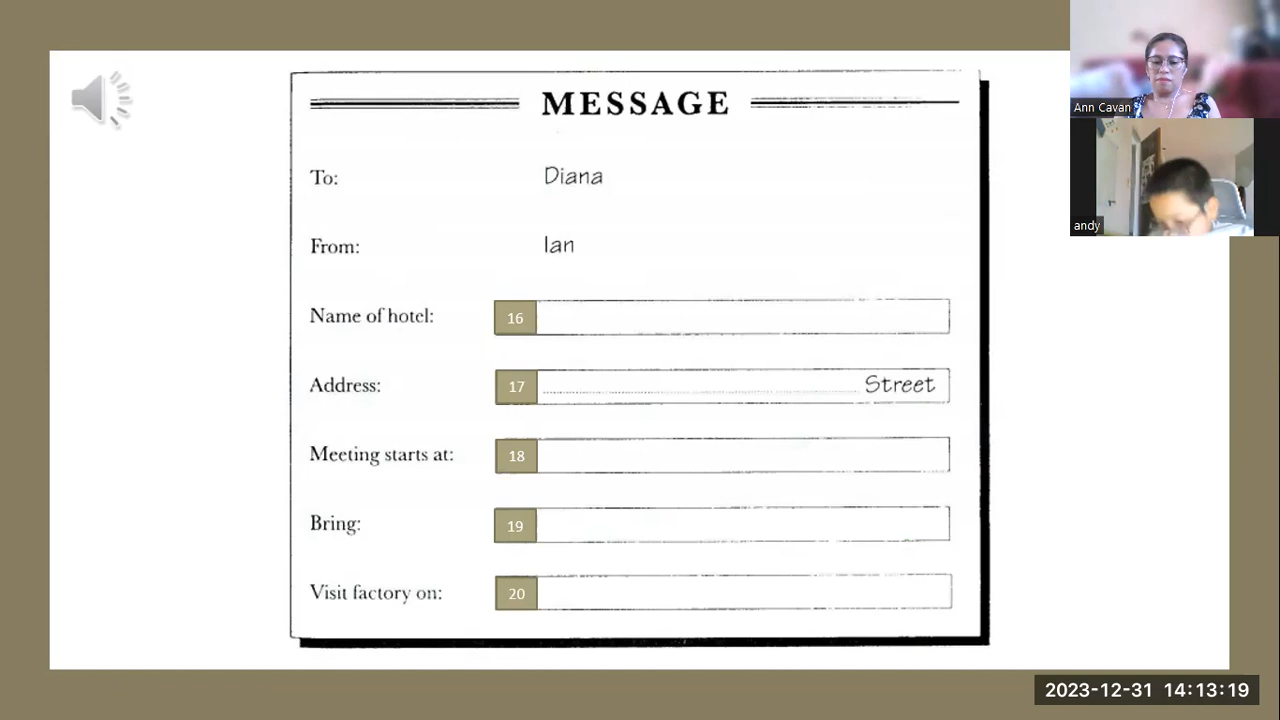 MESSAGE
To: Diana
From: Ian
Name of hotel: 16
Address: 17 Street
Meeting starts at: 18
Bring: 19
Visit factory on: 20
Ann Cavan
andy
2023-12-31 14:13:19